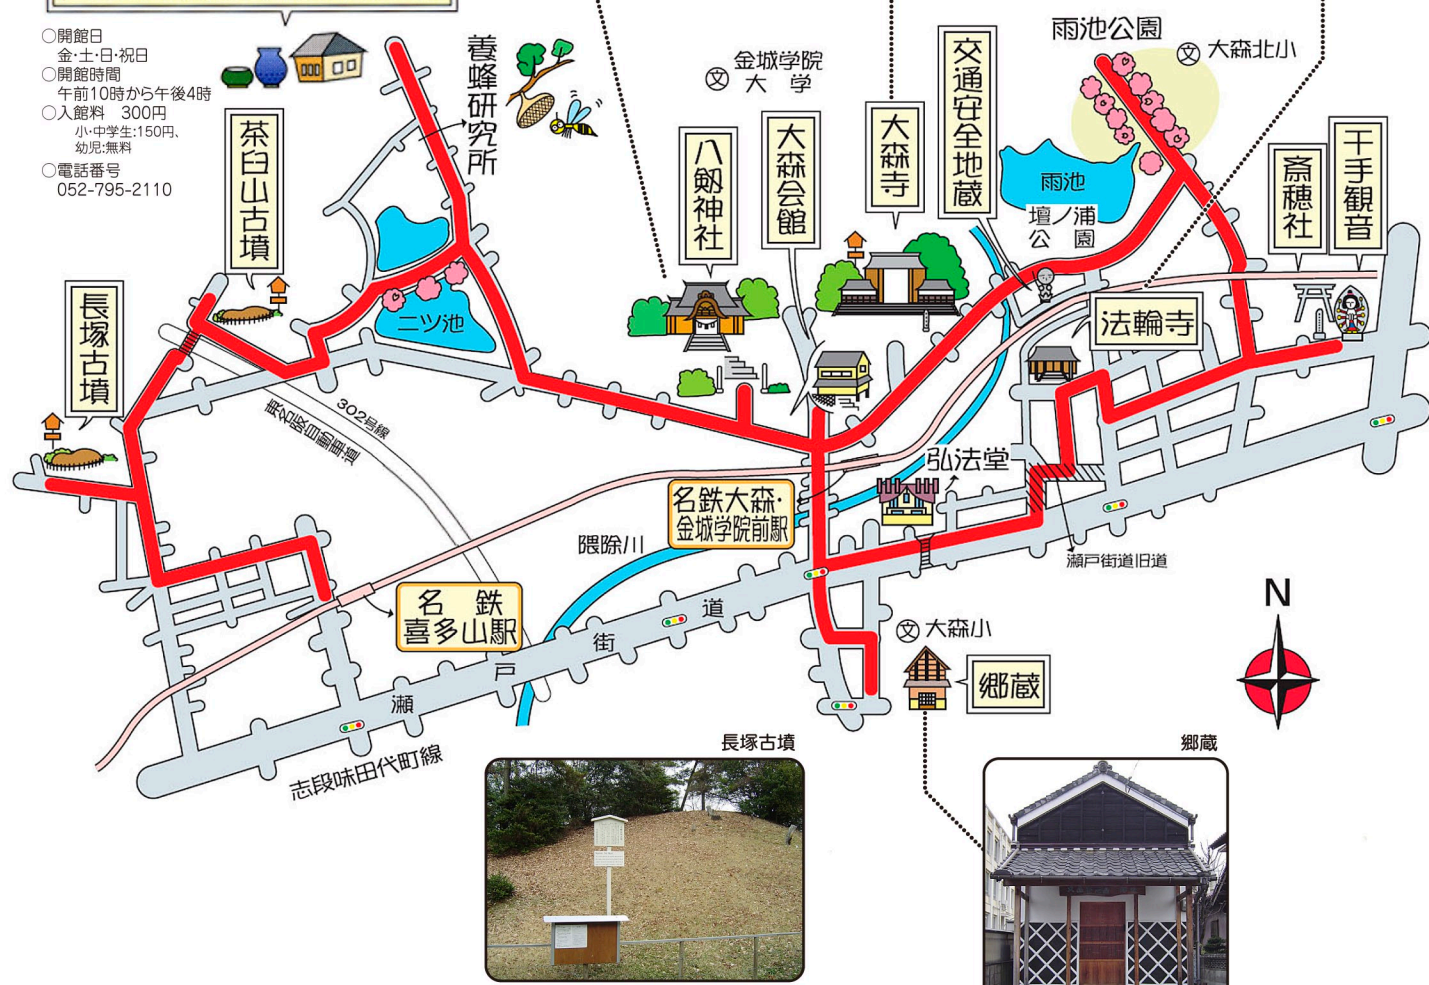 ○開館日
金・土・日・祝日
○開館時間
午前10時から午後4時
○入館料　300円
小・中学生:150円、
幼児:無料
○電話番号
052-795-2110
養蜂研究所
茶臼山古墳
長塚古墳
二ツ池
302号線
東名阪自動車道
文 金城学院
大学
八剱神社
大森会館
大森寺
交通安全地蔵
雨池公園
文 大森北小
雨池
壇ノ浦
公園
斎穂社
千手観音
法輪寺
弘法堂
名鉄大森・
金城学院前駅
隈除川
名鉄
喜多山駅
瀬戸街道
瀬戸街道旧道
文 大森小
郷蔵
N
志段味田代町線
長塚古墳
郷蔵